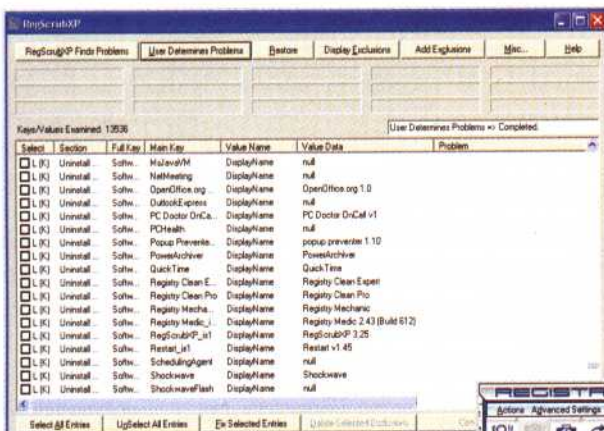 RegScrubXP
RegScrubXP Finds Problems User Determines Problems Restore Display Exclusions Add Exclusions Misc... Help
Keys/Values Examined: 13536 User Determines Problems => Completed.
Select Section Full Key Main Key Value Name Value Data Problem
L (K) Uninstall... Softw... MsJavaVM DisplayName null
L (K) Uninstall... Softw... NetMeeting DisplayName null
L (K) Uninstall... Softw... OpenOffice.org ... DisplayName OpenOffice.org 1.0
L (K) Uninstall... Softw... OutlookExpress DisplayName null
L (K) Uninstall... Softw... PC Doctor OnCa... DisplayName PC Doctor OnCall v1
L (K) Uninstall... Softw... PCHealth DisplayName null
L (K) Uninstall... Softw... Popup Prevente... DisplayName popup preventer 1.10
L (K) Uninstall... Softw... PowerArchiver DisplayName PowerArchiver
L (K) Uninstall... Softw... QuickTime DisplayName QuickTime
L (K) Uninstall... Softw... Registry Clean E... DisplayName Registry Clean Expert
L (K) Uninstall... Softw... Registry Clean Pro DisplayName Registry Clean Pro
L (K) Uninstall... Softw... Registry Mecha... DisplayName Registry Mechanic
L (K) Uninstall... Softw... Registry Medic_i... DisplayName Registry Medic 2.43 (Build 612)
L (K) Uninstall... Softw... RegScrubXP_is1 DisplayName RegScrubXP 3.25
L (K) Uninstall... Softw... Restart_is1 DisplayName Restart v1.45
L (K) Uninstall... Softw... SchedulingAgent DisplayName null
L (K) Uninstall... Softw... Shockwave DisplayName Shockwave
L (K) Uninstall... Softw... ShockwaveFlash DisplayName null
REGISTR
Actions Advanced Settings
Select All Entries UnSelect All Entries Fix Selected Entries Delete Selected Exclusions Can